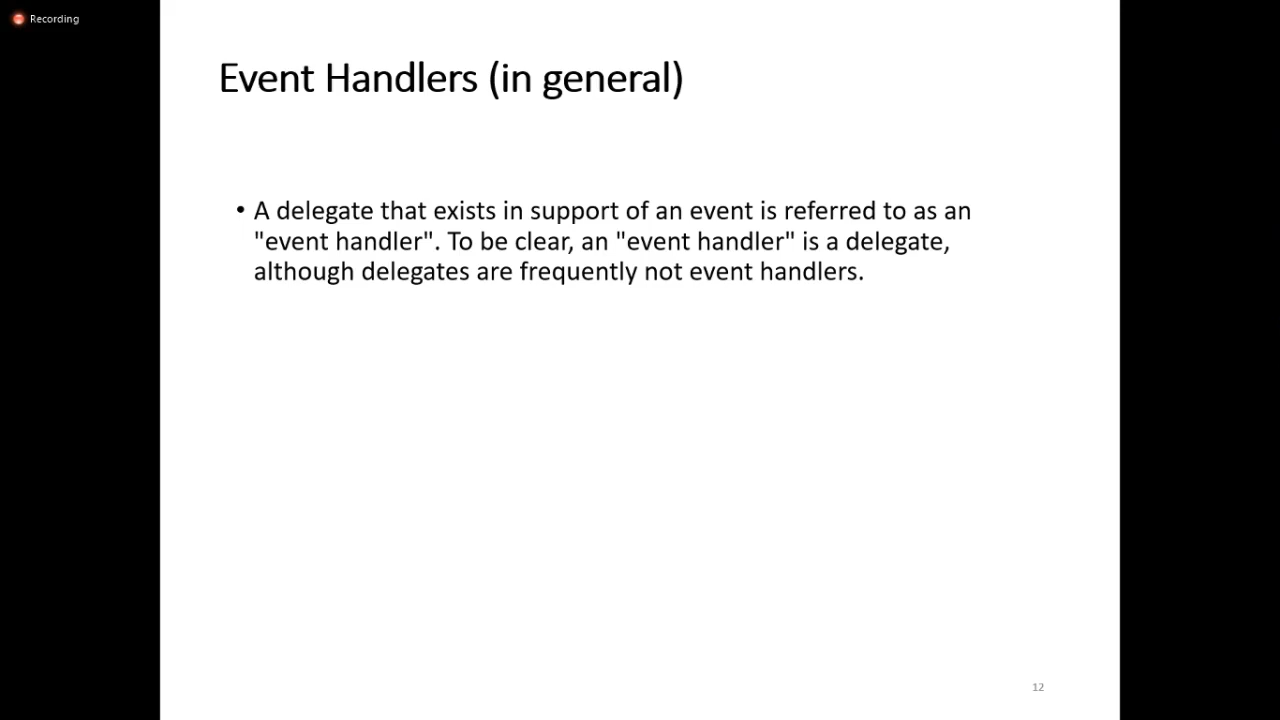 Recording
Event Handlers (in general)
• A delegate that exists in support of an event is referred to as an
"event handler". To be clear, an "event handler" is a delegate,
although delegates are frequently not event handlers.
12